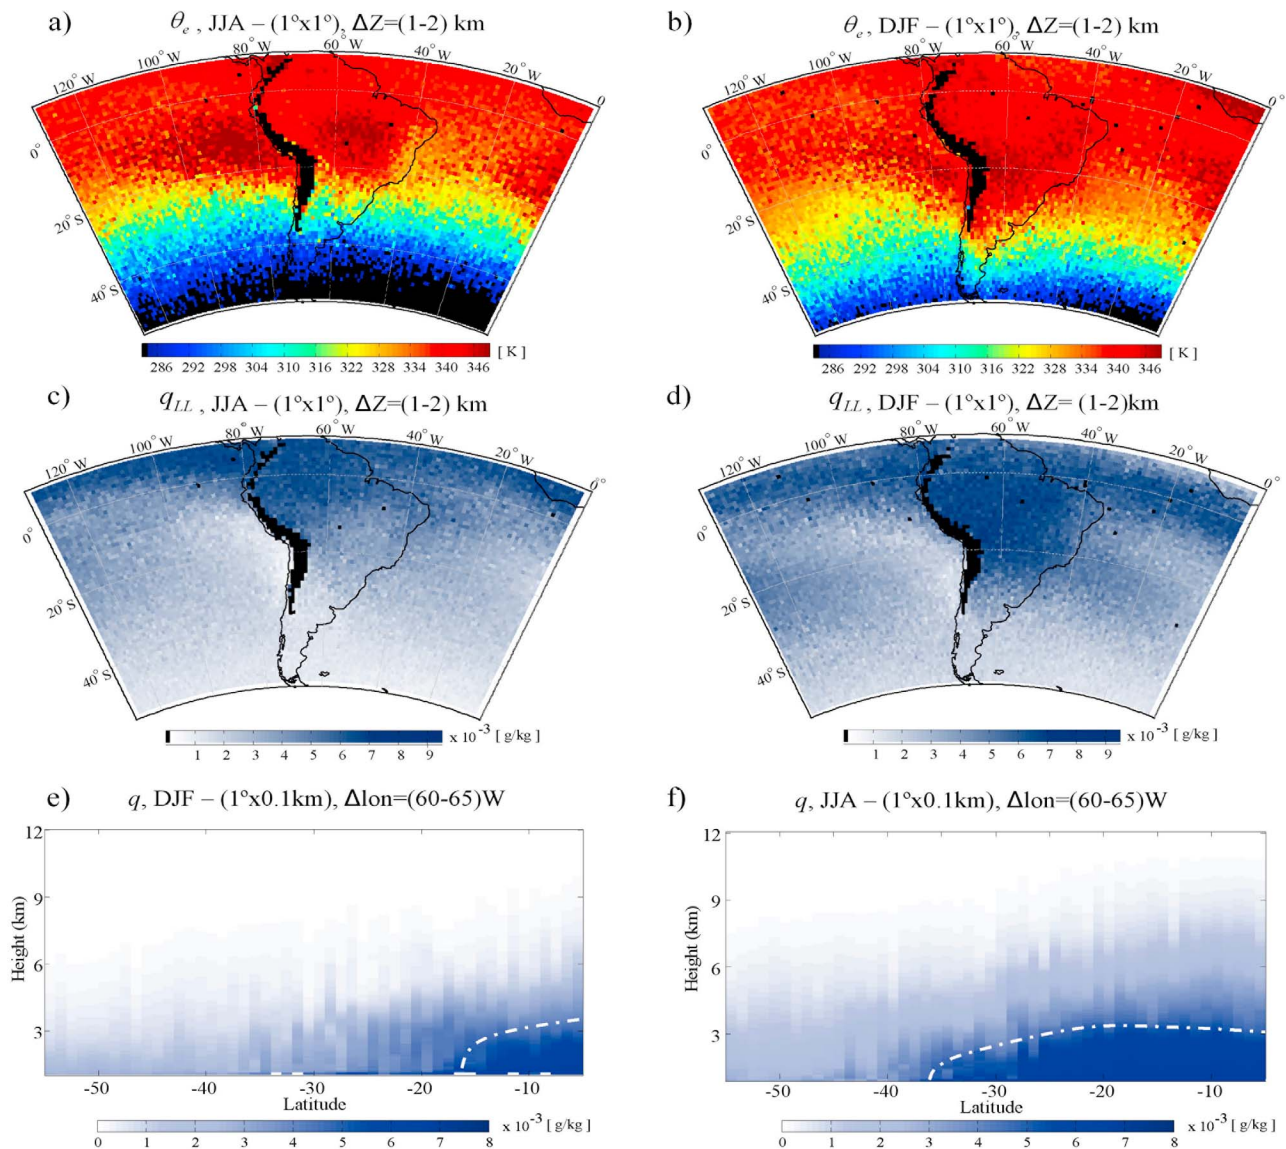 a) θe , JJA – (1°x1°), ΔZ=(1-2) km
120° W 100° W 80° W 60° W 40° W 20° W 0°
0°
20° S
40° S
286 292 298 304 310 316 322 328 334 340 346 [ K ]
b) θe , DJF – (1°x1°), ΔZ=(1-2) km
120° W 100° W 80° W 60° W 40° W 20° W 0°
0°
20° S
40° S
286 292 298 304 310 316 322 328 334 340 346 [ K ]
c) qLL , JJA – (1°x1°), ΔZ=(1-2) km
120° W 100° W 80° W 60° W 40° W 20° W 0°
0°
20° S
40° S
1 2 3 4 5 6 7 8 9 x 10⁻³ [ g/kg ]
d) qLL , DJF – (1°x1°), ΔZ= (1-2)km
120° W 100° W 80° W 60° W 40° W 20° W 0°
0°
20° S
40° S
1 2 3 4 5 6 7 8 9 x 10⁻³ [ g/kg ]
e) q, DJF – (1°x0.1km), Δlon=(60-65)W
12
9
6
3
Height (km)
-50 -40 -30 -20 -10
Latitude
0 1 2 3 4 5 6 7 8 x 10⁻³ [ g/kg ]
f) q, JJA – (1°x0.1km), Δlon=(60-65)W
12
9
6
3
Height (km)
-50 -40 -30 -20 -10
Latitude
0 1 2 3 4 5 6 7 8 x 10⁻³ [ g/kg ]